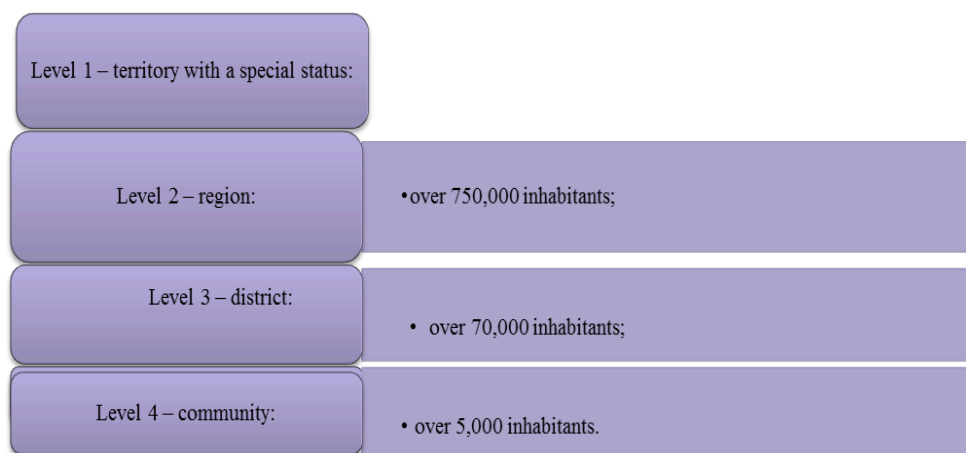 Level 1 – territory with a special status:
Level 2 – region:
•over 750,000 inhabitants;
Level 3 – district:
• over 70,000 inhabitants;
Level 4 – community:
• over 5,000 inhabitants.